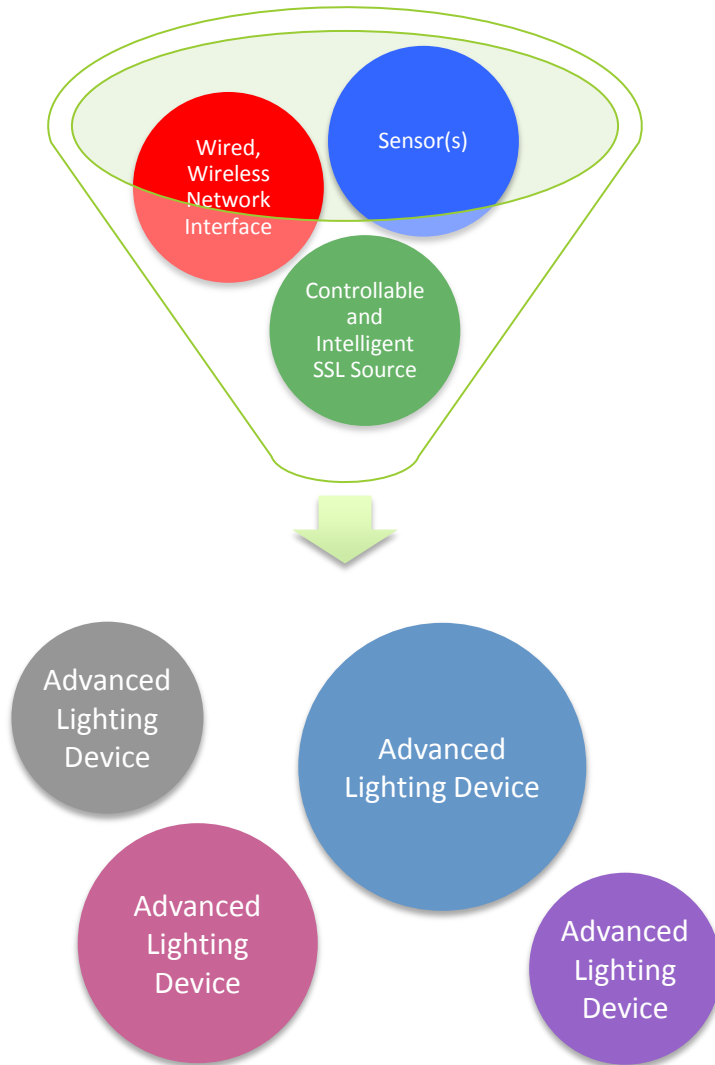 Wired,
Wireless
Network
Interface
Sensor(s)
Controllable
and
Intelligent
SSL Source
Advanced
Lighting
Device
Advanced
Lighting Device
Advanced
Lighting
Device
Advanced
Lighting
Device